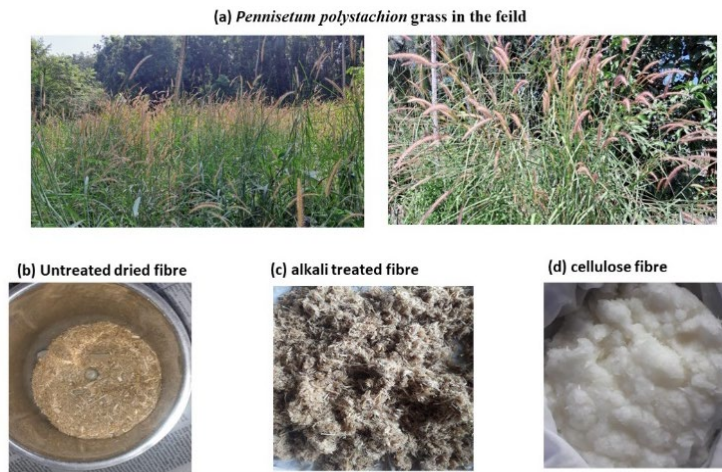 (a) Pennisetum polystachion grass in the feild
(b) Untreated dried fibre
(c) alkali treated fibre
(d) cellulose fibre